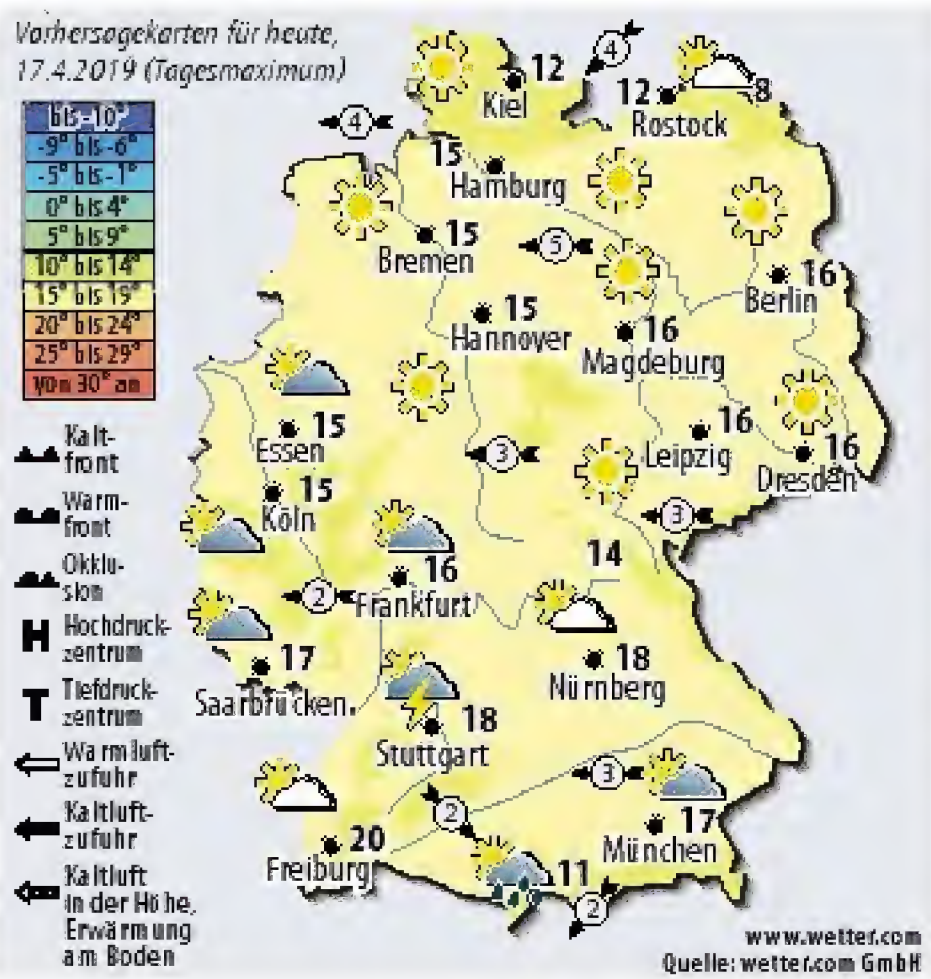 Vorhersagekarten für heute,
17.4.2019 (Tagesmaximum)
bis -10°
-9° bis -6°
-5° bis -1°
0° bis 4°
5° bis 9°
10° bis 14°
15° bis 19°
20° bis 24°
25° bis 29°
von 30° an
Kalt-
front
Warm-
front
Okklu-
sion
H Hochdruck-
zentrum
T Tiefdruck-
zentrum
Warmluft-
zufuhr
Kaltluft-
zufuhr
Kaltluft
in der Höhe,
Erwärmung
am Boden
12
Kiel
4
12
8
Rostock
4
15
Hamburg
15
Bremen
5
16
Berlin
15
Hannover
16
Magdeburg
15
Essen
16
Leipzig
16
Dresden
3
15
Köln
3
14
16
Frankfurt
2
17
Saarbrücken
18
Nürnberg
18
Stuttgart
3
2
17
München
20
Freiburg
11
2
www.wetter.com
Quelle: wetter.com GmbH